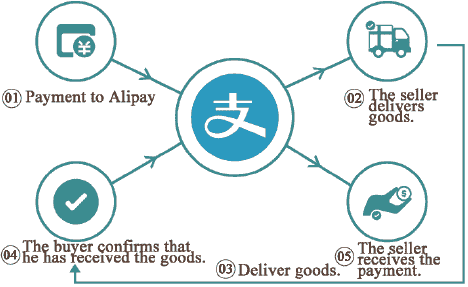 ¥
支
01 Payment to Alipay
02 The seller
delivers
goods.
04 The buyer confirms that
he has received the goods.
03 Deliver goods.
$
05 The seller
receives the
payment.